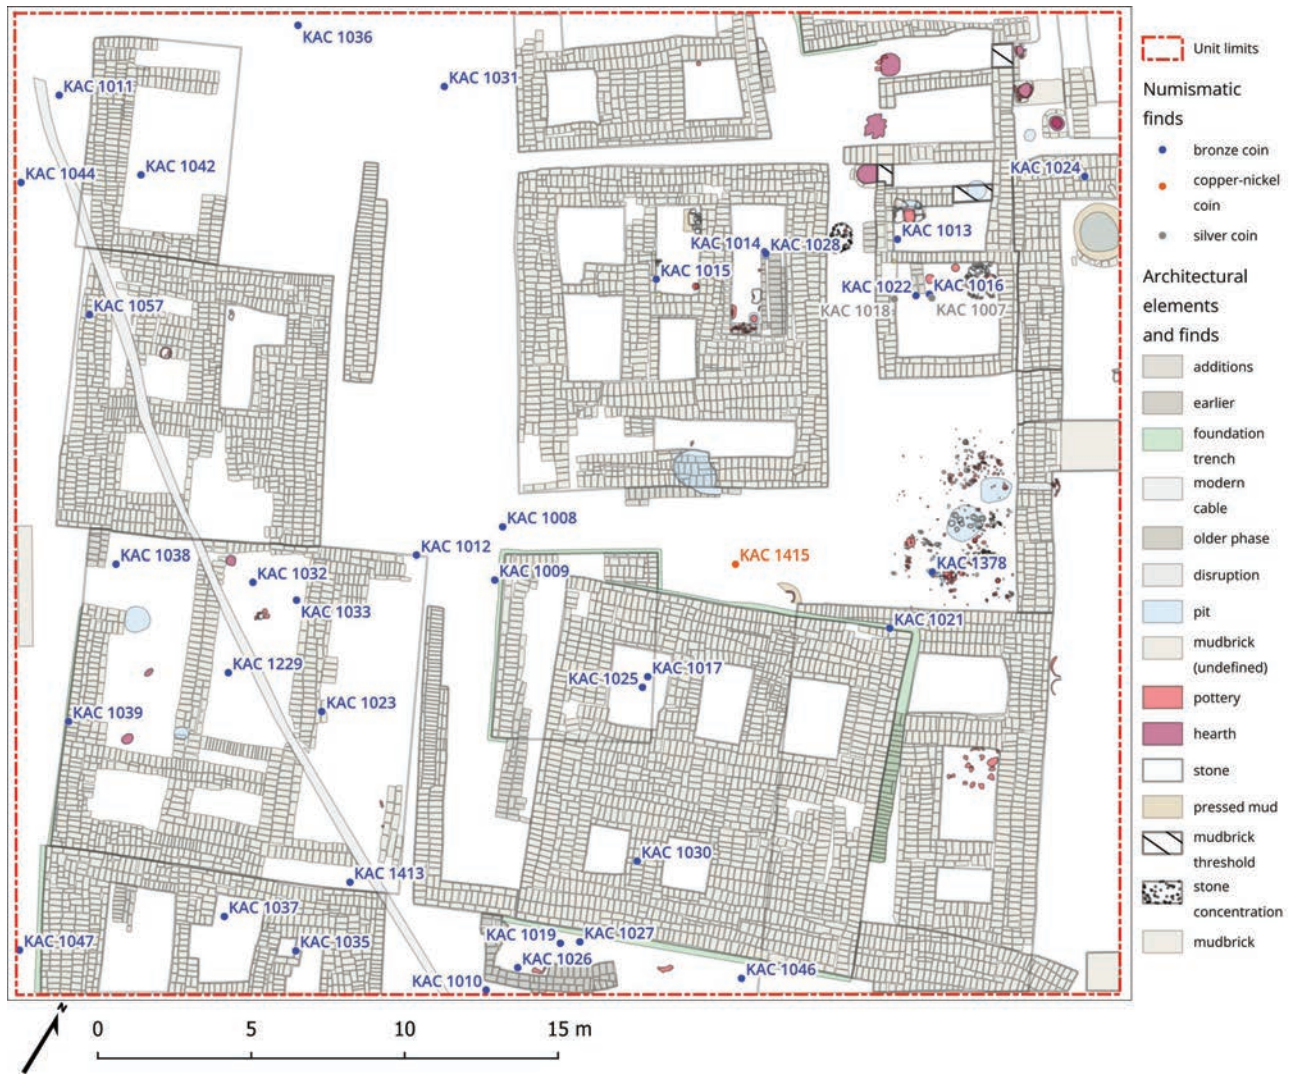 KAC 1036
KAC 1031
KAC 1011
KAC 1042
KAC 1044
KAC 1024
KAC 1013
KAC 1014
KAC 1028
KAC 1015
KAC 1022
KAC 1016
KAC 1018
KAC 1007
KAC 1057
KAC 1008
KAC 1012
KAC 1415
KAC 1038
KAC 1009
KAC 1378
KAC 1032
KAC 1033
KAC 1021
KAC 1229
KAC 1017
KAC 1025
KAC 1023
KAC 1039
KAC 1030
KAC 1413
KAC 1037
KAC 1047
KAC 1035
KAC 1019
KAC 1027
KAC 1026
KAC 1046
KAC 1010
Unit limits
Numismatic
finds
bronze coin
copper-nickel
coin
silver coin
Architectural
elements
and finds
additions
earlier
foundation
trench
modern
cable
older phase
disruption
pit
mudbrick
(undefined)
pottery
hearth
stone
pressed mud
mudbrick
threshold
stone
concentration
mudbrick
N
0 5 10 15 m